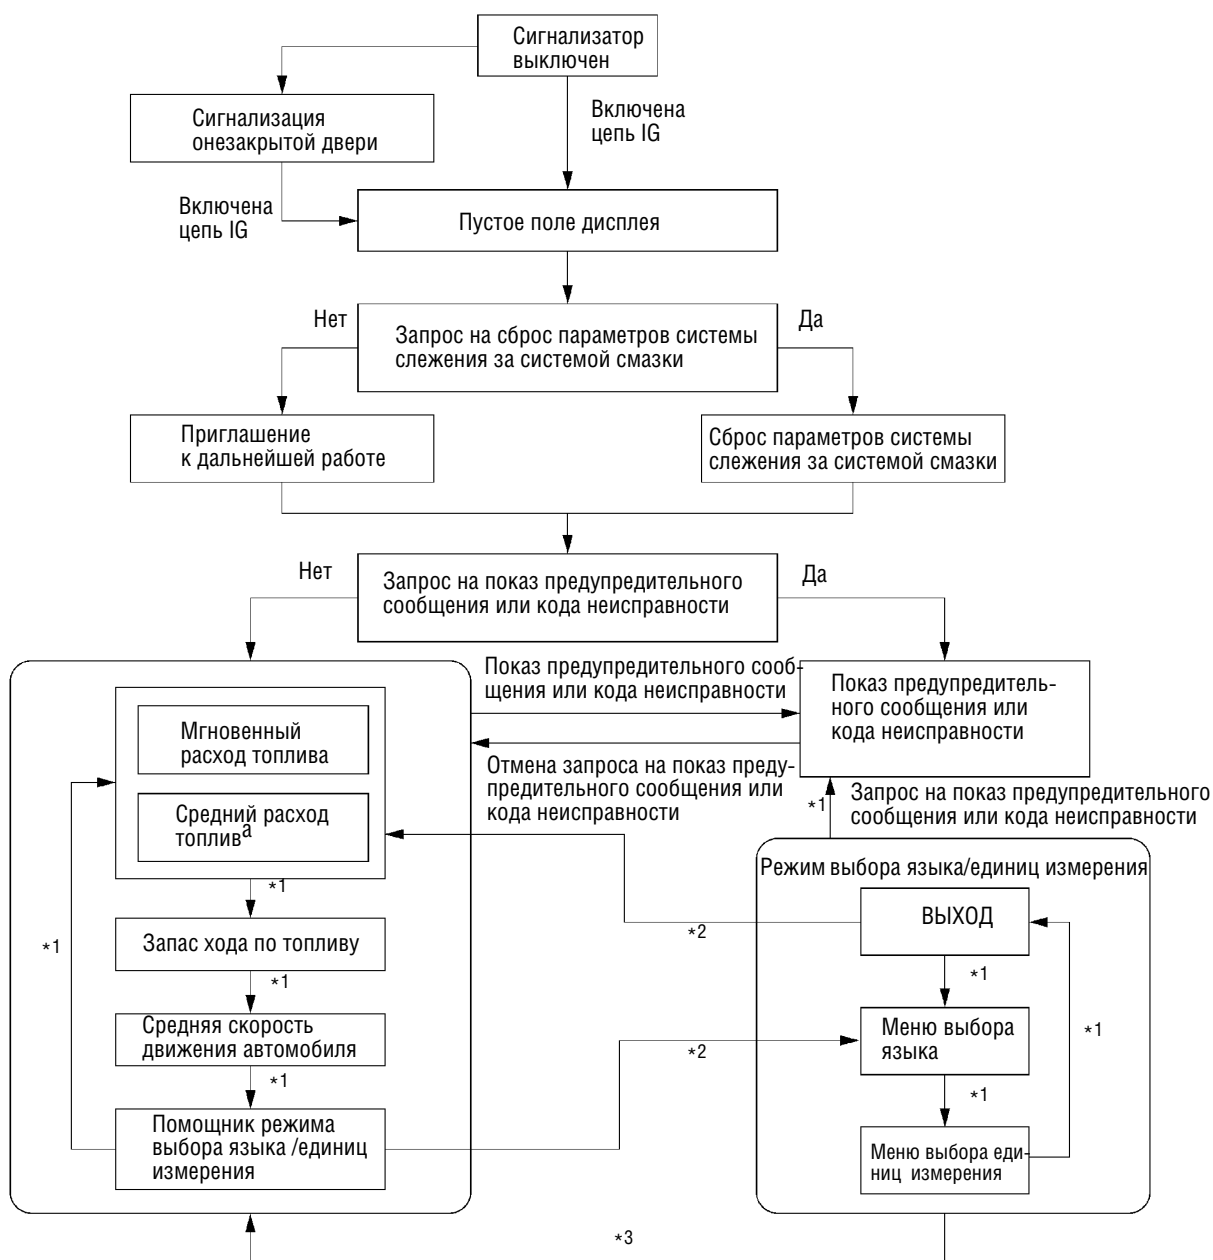 Сигнализатор
выключен
Сигнализация
онезакрытой двери
Включена
цепь IG
Включена
цепь IG
Пустое поле дисплея
Нет
Запрос на сброс параметров системы
слежения за системой смазки
Да
Приглашение
к дальнейшей работе
Сброс параметров системы
слежения за системой смазки
Нет
Запрос на показ предупредительного
сообщения или кода неисправности
Да
Показ предупредительного сооб-
щения или кода неисправности
Показ предупредитель-
ного сообщения или
кода неисправности
Мгновенный
расход топлива
Отмена запроса на показ преду-
предительного сообщения или
кода неисправности
*1
Запрос на показ предупредительного
сообщения или кода неисправности
Средний расход
топлива
*1
Режим выбора языка/единиц измерения
ВЫХОД
*2
*1
Запас хода по топливу
*1
*1
Средняя скорость
движения автомобиля
Меню выбора
языка
*1
*2
*1
*1
Помощник режима
выбора языка /единиц
измерения
Меню выбора еди-
ниц измерения
*3